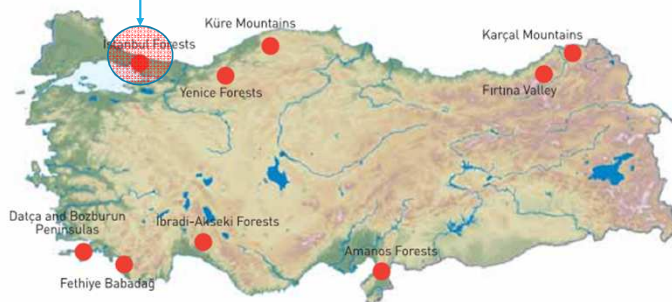 Küre Mountains
İstanbul Forests
Karçal Mountains
Yenice Forests
Fırtına Valley
Datça and Bozburun
Peninsulas
İbradi-Akseki Forests
Amanos Forests
Fethiye Babadağ